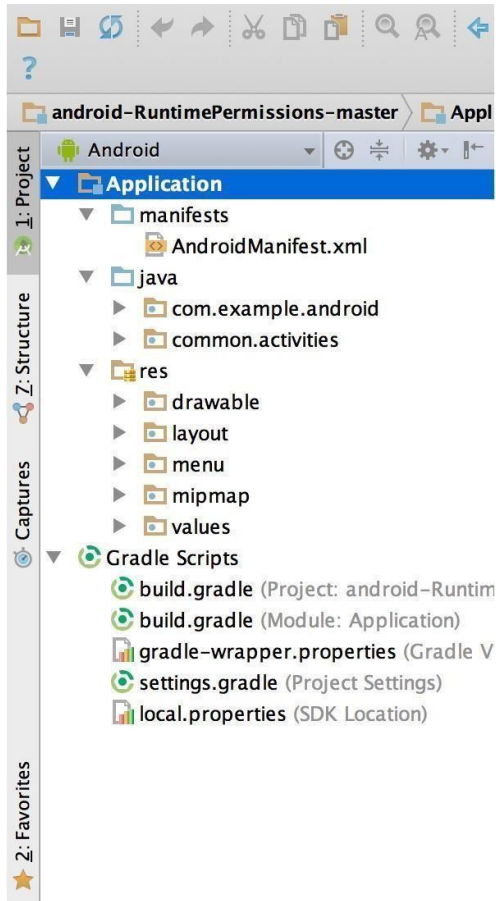 ?
android-RuntimePermissions-master
Appl
Android
1: Project
Application
manifests
AndroidManifest.xml
java
com.example.android
common.activities
Z: Structure
res
drawable
layout
menu
mipmap
values
Captures
Gradle Scripts
build.gradle (Project: android-Runtim
build.gradle (Module: Application)
gradle-wrapper.properties (Gradle V
settings.gradle (Project Settings)
local.properties (SDK Location)
2: Favorites